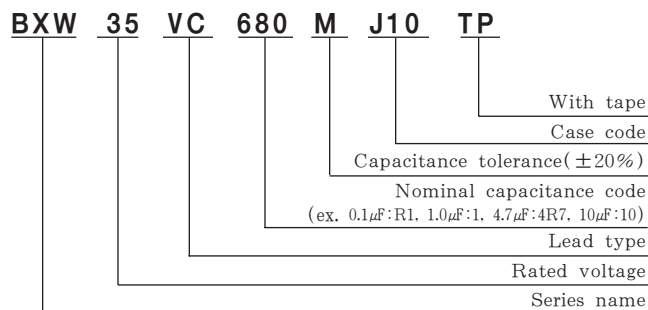 BXW 35 VC 680 M J10 TP
With tape
Case code
Capacitance tolerance(±20%)
Nominal capacitance code
(ex. 0.1μF:R1, 1.0μF:1, 4.7μF:4R7, 10μF:10)
Lead type
Rated voltage
Series name